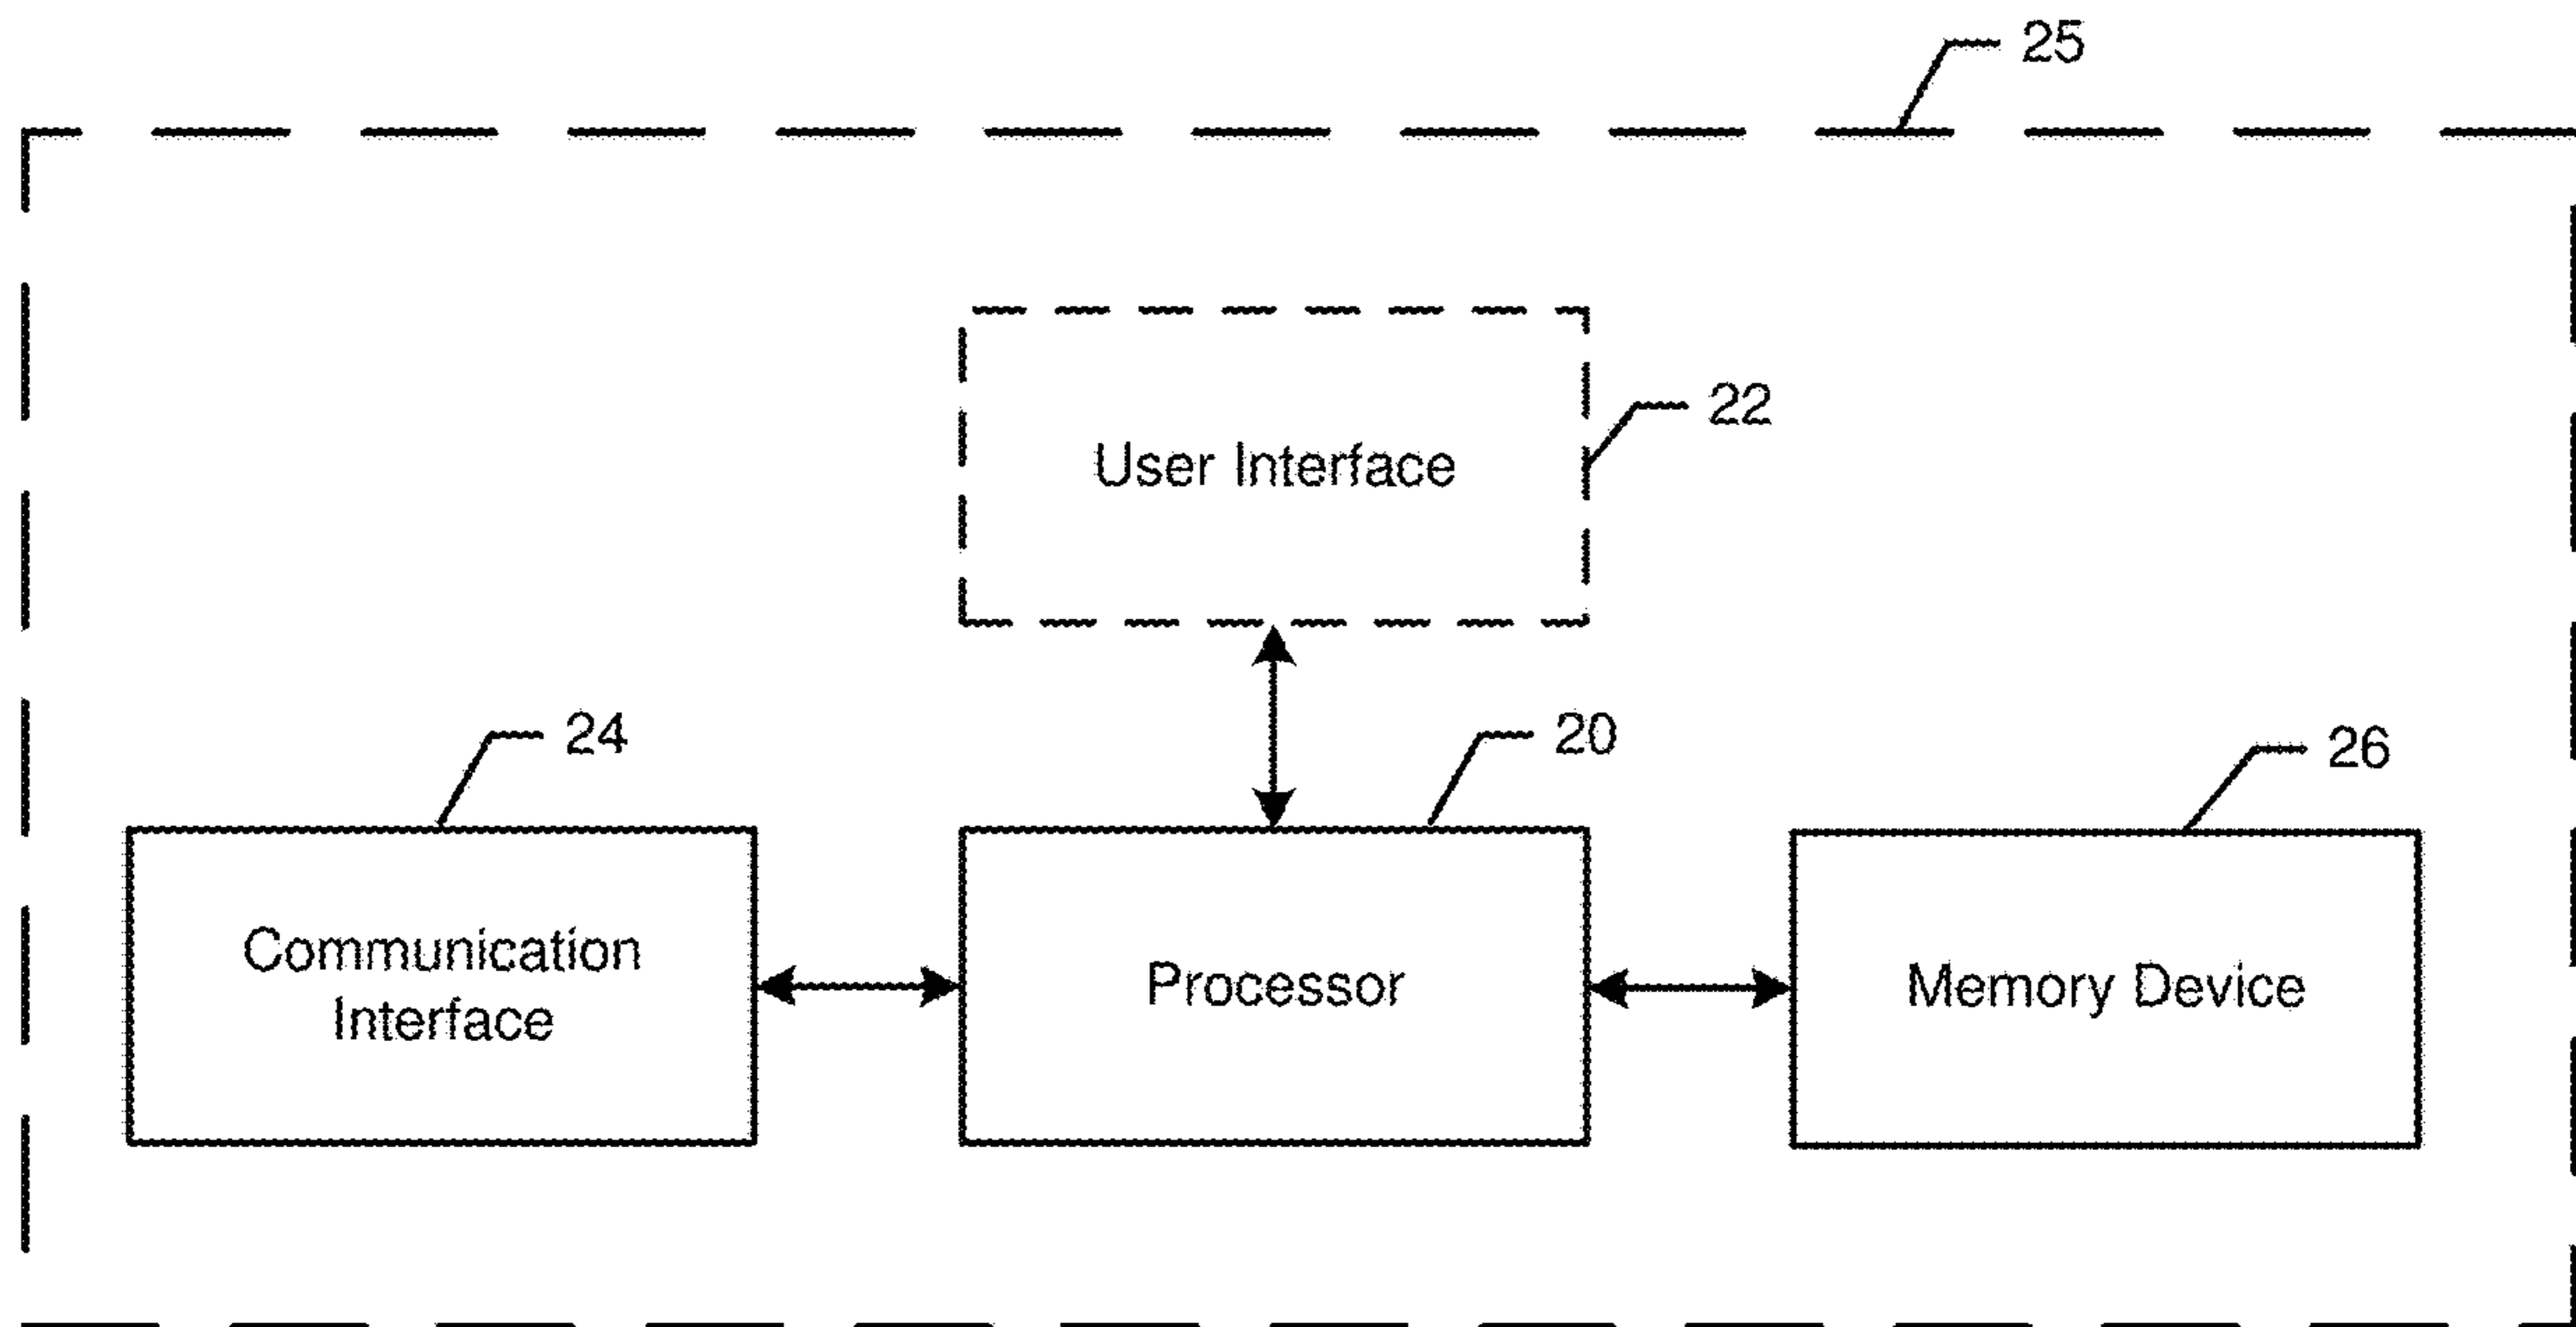 25
User Interface
22
24
20
26
Communication
Interface
Processor
Memory Device